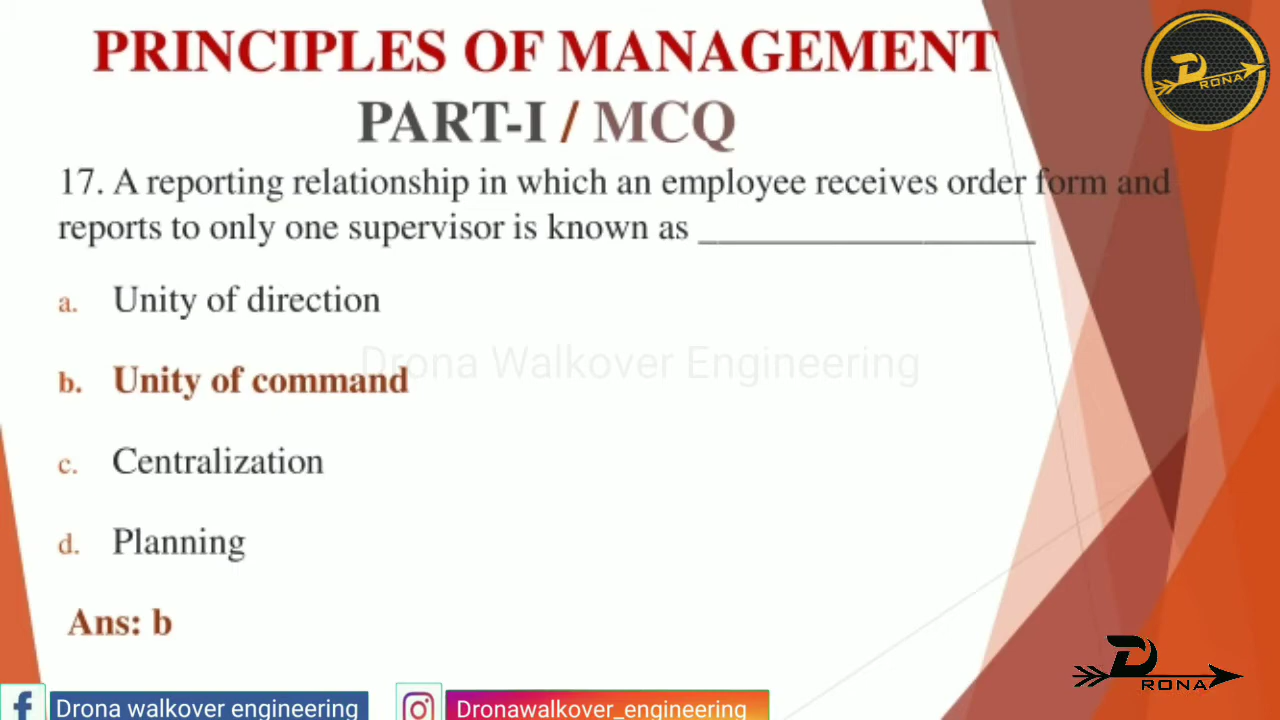 PRINCIPLES OF MANAGEMENT
PART-I / MCQ
17. A reporting relationship in which an employee receives order form and
reports to only one supervisor is known as __________________
a. Unity of direction
b. Unity of command
Drona Walkover Engineering
c. Centralization
d. Planning
Ans: b
D RONA
D RONA
f Drona walkover engineering
Dronawalkover_engineering